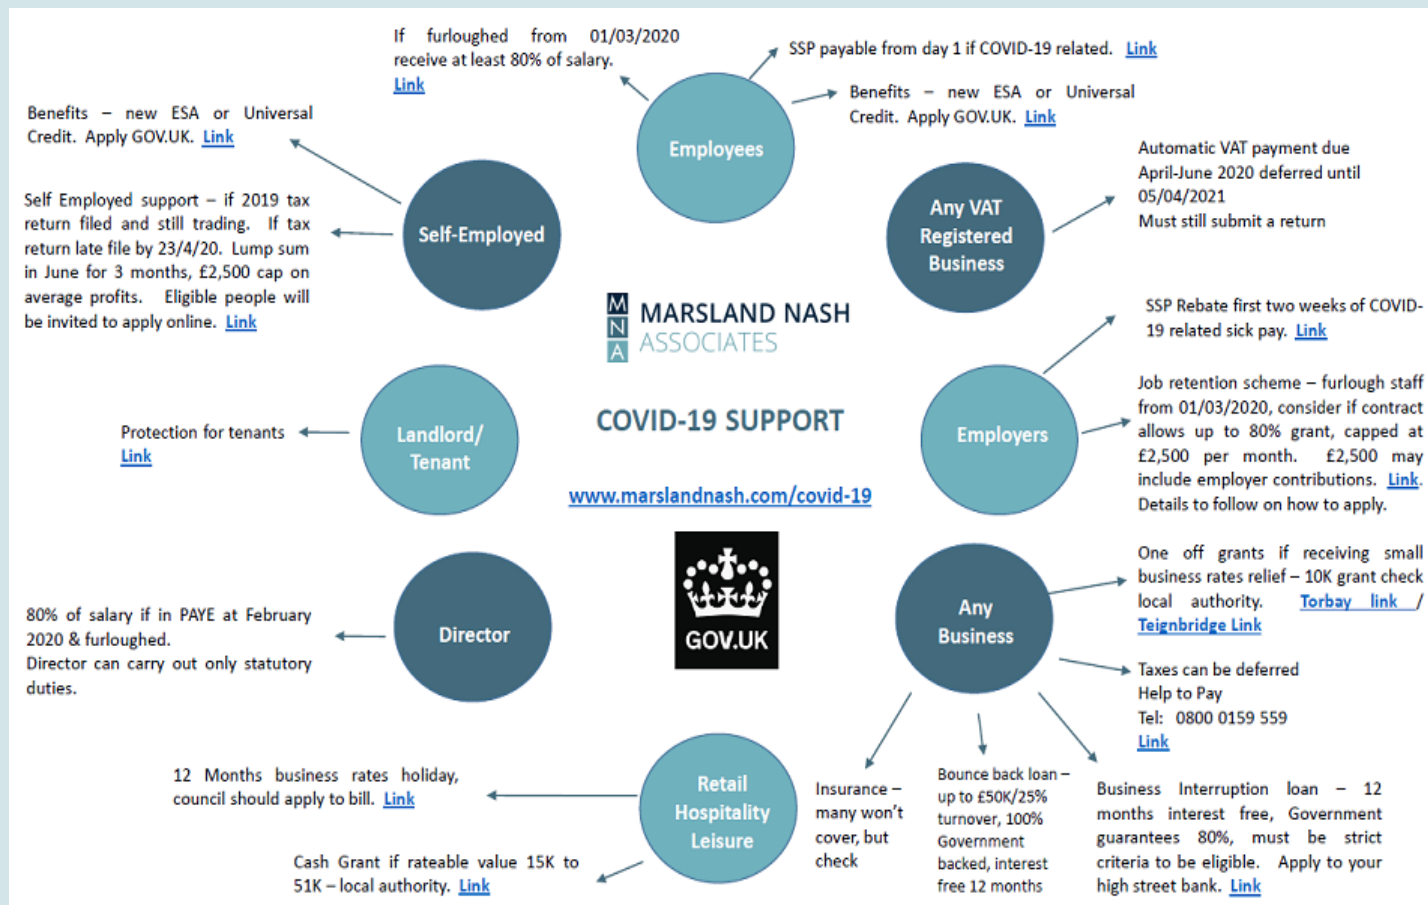 If furloughed from 01/03/2020
receive at least 80% of salary.
Link
SSP payable from day 1 if COVID-19 related. Link
Benefits – new ESA or Universal
Credit. Apply GOV.UK. Link
Employees
Benefits – new ESA or Universal
Credit. Apply GOV.UK. Link
Self Employed support – if 2019 tax
return filed and still trading. If tax
return late file by 23/4/20. Lump sum
in June for 3 months, £2,500 cap on
average profits. Eligible people will
be invited to apply online. Link
Self-Employed
Any VAT
Registered
Business
Automatic VAT payment due
April-June 2020 deferred until
05/04/2021
Must still submit a return
MNA
MARSLAND NASH
ASSOCIATES
COVID-19 SUPPORT
www.marslandnash.com/covid-19
GOV.UK
SSP Rebate first two weeks of COVID-
19 related sick pay. Link
Employers
Job retention scheme – furlough staff
from 01/03/2020, consider if contract
allows up to 80% grant, capped at
£2,500 per month. £2,500 may
include employer contributions. Link.
Details to follow on how to apply.
Protection for tenants
Link
Landlord/
Tenant
80% of salary if in PAYE at February
2020 & furloughed.
Director can carry out only statutory
duties.
Director
Any
Business
One off grants if receiving small
business rates relief – 10K grant check
local authority. Torbay link /
Teignbridge Link
Taxes can be deferred
Help to Pay
Tel: 0800 0159 559
Link
12 Months business rates holiday,
council should apply to bill. Link
Cash Grant if rateable value 15K to
51K – local authority. Link
Retail
Hospitality
Leisure
Insurance –
many won't
cover, but
check
Bounce back loan –
up to £50K/25%
turnover, 100%
Government
backed, interest
free 12 months
Business Interruption loan – 12
months interest free, Government
guarantees 80%, must be strict
criteria to be eligible. Apply to your
high street bank. Link